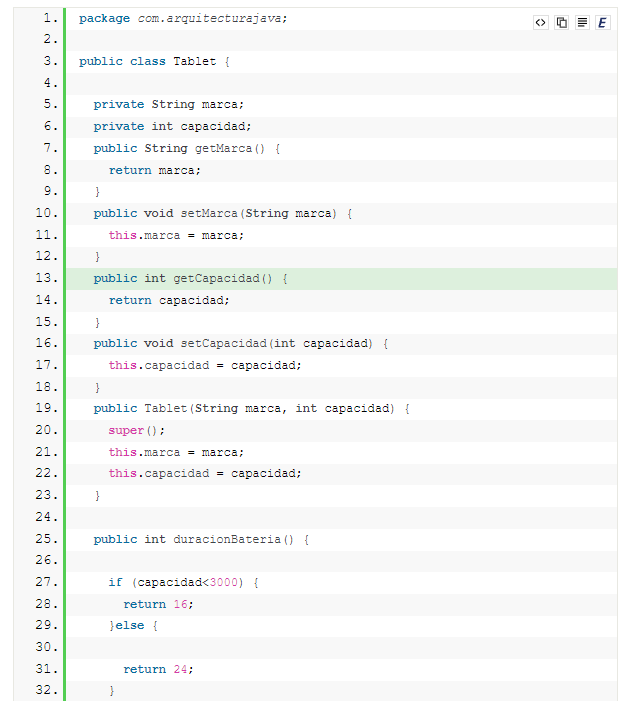 1. package com.arquitecturajava;
2.
3. public class Tablet {
4.
5. private String marca;
6. private int capacidad;
7. public String getMarca() {
8. return marca;
9. }
10. public void setMarca(String marca) {
11. this.marca = marca;
12. }
13. public int getCapacidad() {
14. return capacidad;
15. }
16. public void setCapacidad(int capacidad) {
17. this.capacidad = capacidad;
18. }
19. public Tablet(String marca, int capacidad) {
20. super();
21. this.marca = marca;
22. this.capacidad = capacidad;
23. }
24.
25. public int duracionBateria() {
26.
27. if (capacidad<3000) {
28. return 16;
29. }else {
30.
31. return 24;
32. }